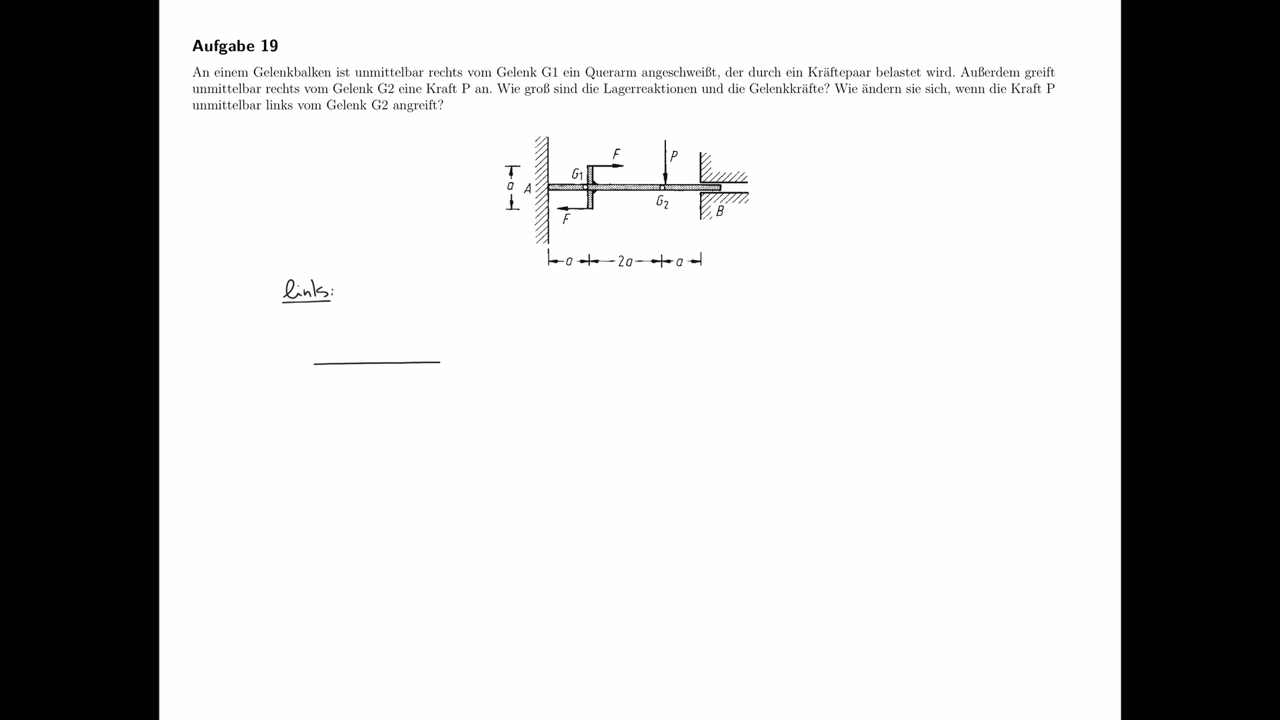 Aufgabe 19
An einem Gelenkbalken ist unmittelbar rechts vom Gelenk G1 ein Querarm angeschweißt, der durch ein Kräftepaar belastet wird. Außerdem greift
unmittelbar rechts vom Gelenk G2 eine Kraft P an. Wie groß sind die Lagerreaktionen und die Gelenkkräfte? Wie ändern sie sich, wenn die Kraft P
unmittelbar links vom Gelenk G2 angreift?
F P
G1
a A
G2 B
F
a 2a a
links: